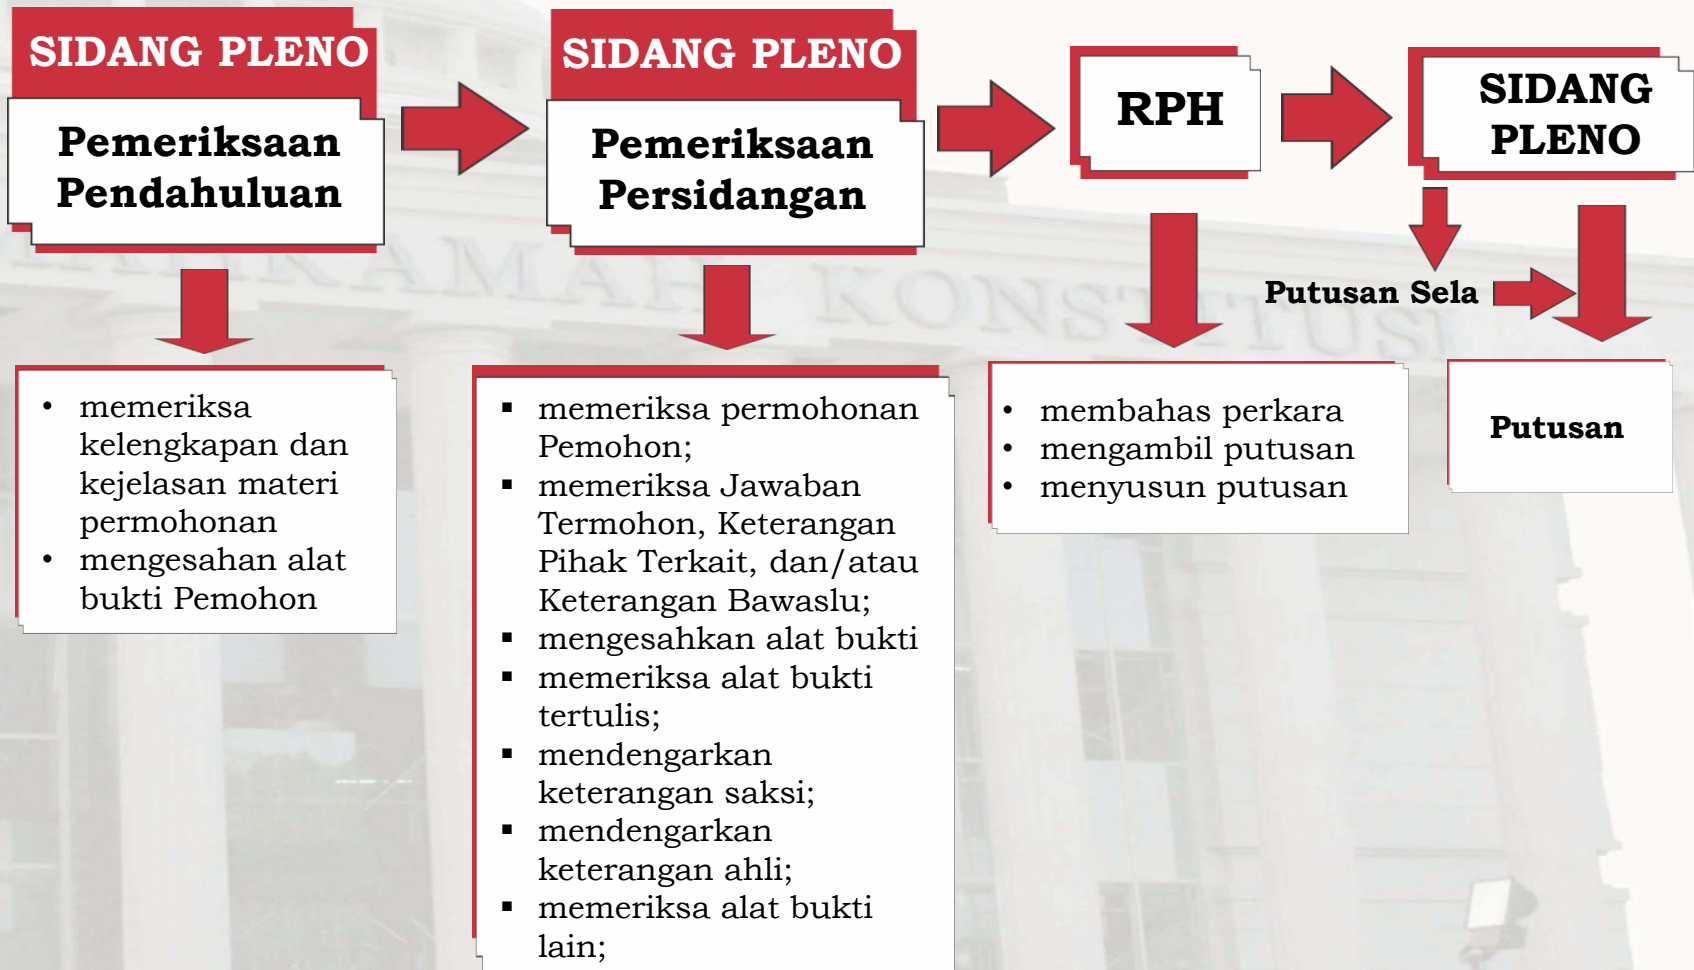 SIDANG PLENO
Pemeriksaan
Pendahuluan
• memeriksa
kelengkapan dan
kejelasan materi
permohonan
• mengesahan alat
bukti Pemohon
SIDANG PLENO
Pemeriksaan
Persidangan
▪ memeriksa permohonan
Pemohon;
▪ memeriksa Jawaban
Termohon, Keterangan
Pihak Terkait, dan/atau
Keterangan Bawaslu;
▪ mengesahkan alat bukti
▪ memeriksa alat bukti
tertulis;
▪ mendengarkan
keterangan saksi;
▪ mendengarkan
keterangan ahli;
▪ memeriksa alat bukti
lain;
RPH
• membahas perkara
• mengambil putusan
• menyusun putusan
SIDANG
PLENO
Putusan Sela
Putusan
MAHKAMAH KONSTITUSI